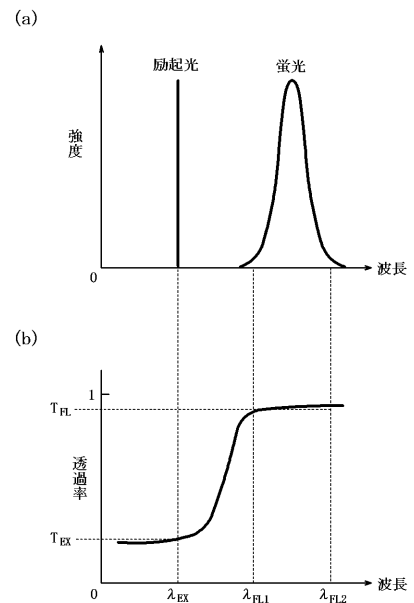 (a)
励起光
蛍光
強度
0
波長
(b)
1
T_FL
透過率
T_EX
0
λ_EX
λ_FL1
λ_FL2
波長